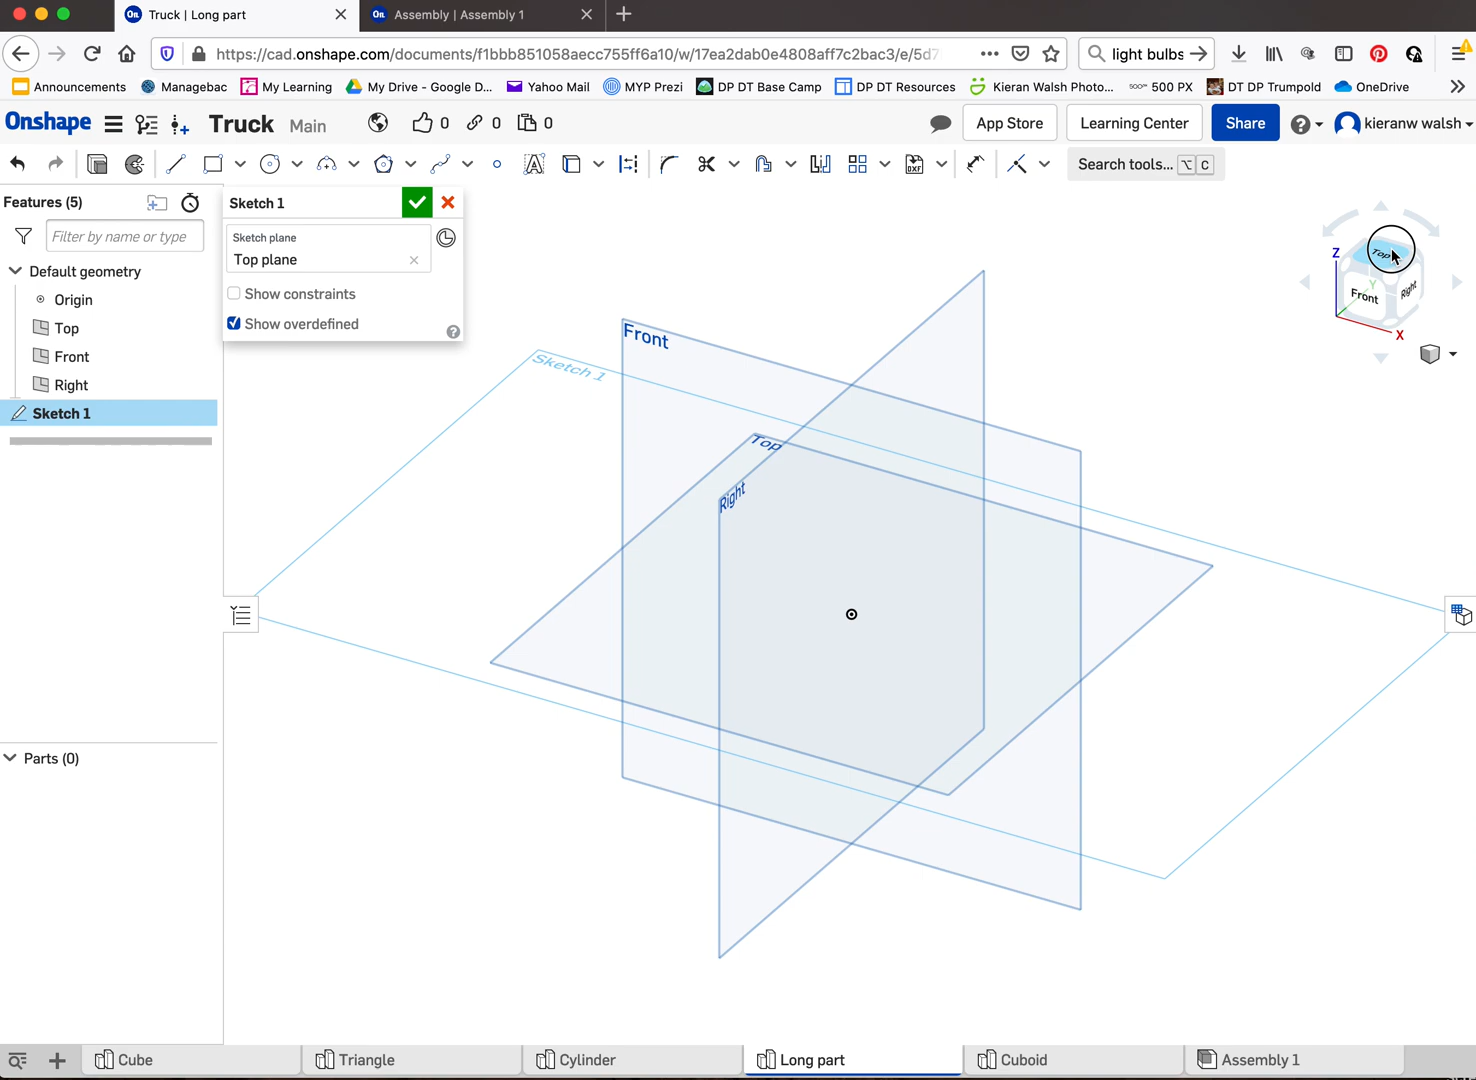 Truck | Long part
Assembly | Assembly 1
https://cad.onshape.com/documents/f1bbb851058aecc755ff6a10/w/17ea2dab0e4808aff7c2bac3/e/5d7
light bulbs
Announcements
Managebac
My Learning
My Drive - Google D...
Yahoo Mail
MYP Prezi
DP DT Base Camp
DP DT Resources
Kieran Walsh Photo...
500 PX
DT DP Trumpold
OneDrive
Onshape
Truck Main
0
0
0
App Store
Learning Center
Share
kieranw walsh
Search tools... ⌥ C
Features (5)
Filter by name or type
Default geometry
Origin
Top
Front
Right
Sketch 1
Parts (0)
Sketch 1
Sketch plane
Top plane
Show constraints
Show overdefined
Front
Sketch 1
Top
Right
Top
Z
Y
Front
Right
X
Cube
Triangle
Cylinder
Long part
Cuboid
Assembly 1